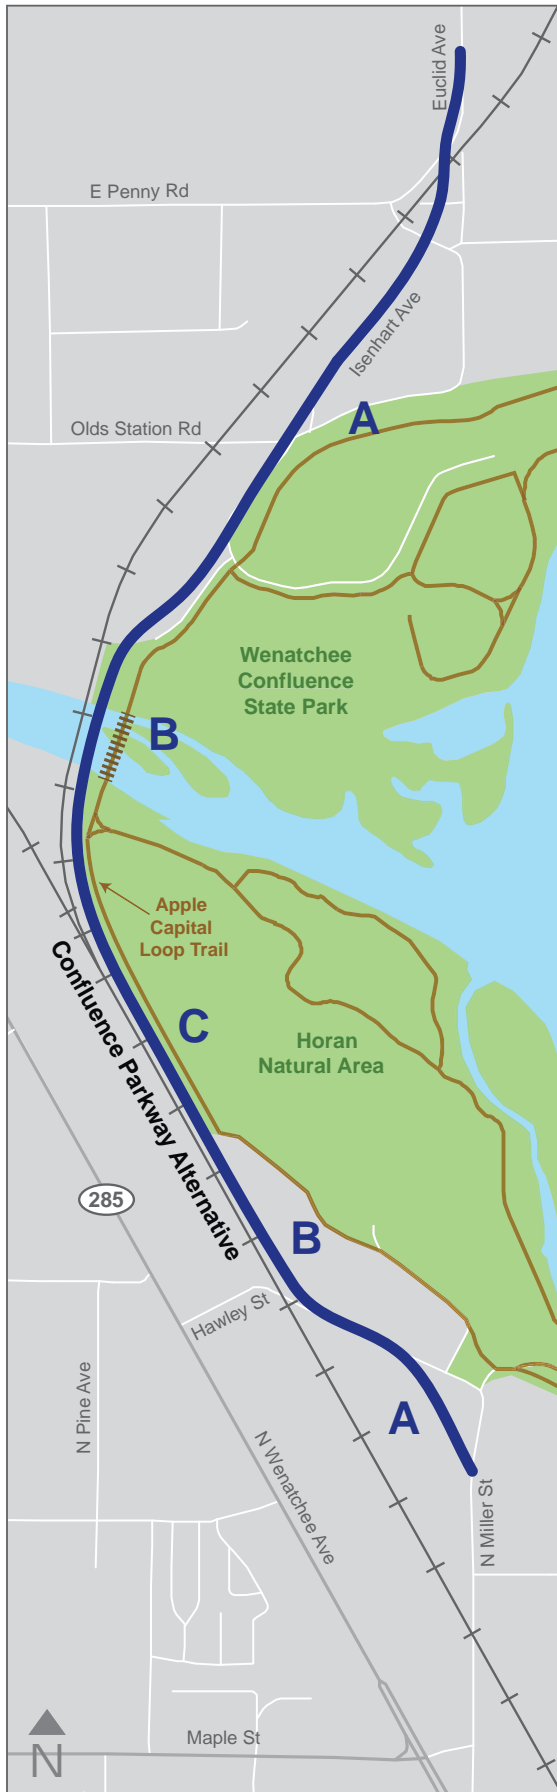 Euclid Ave
E Penny Rd
Isenhart Ave
A
Olds Station Rd
Wenatchee
Confluence
State Park
B
Apple
Capital
Loop Trail
C
Horan
Natural Area
Confluence Parkway Alternative
285
B
Hawley St
A
N Pine Ave
N Wenatchee Ave
N Miller St
Maple St
N